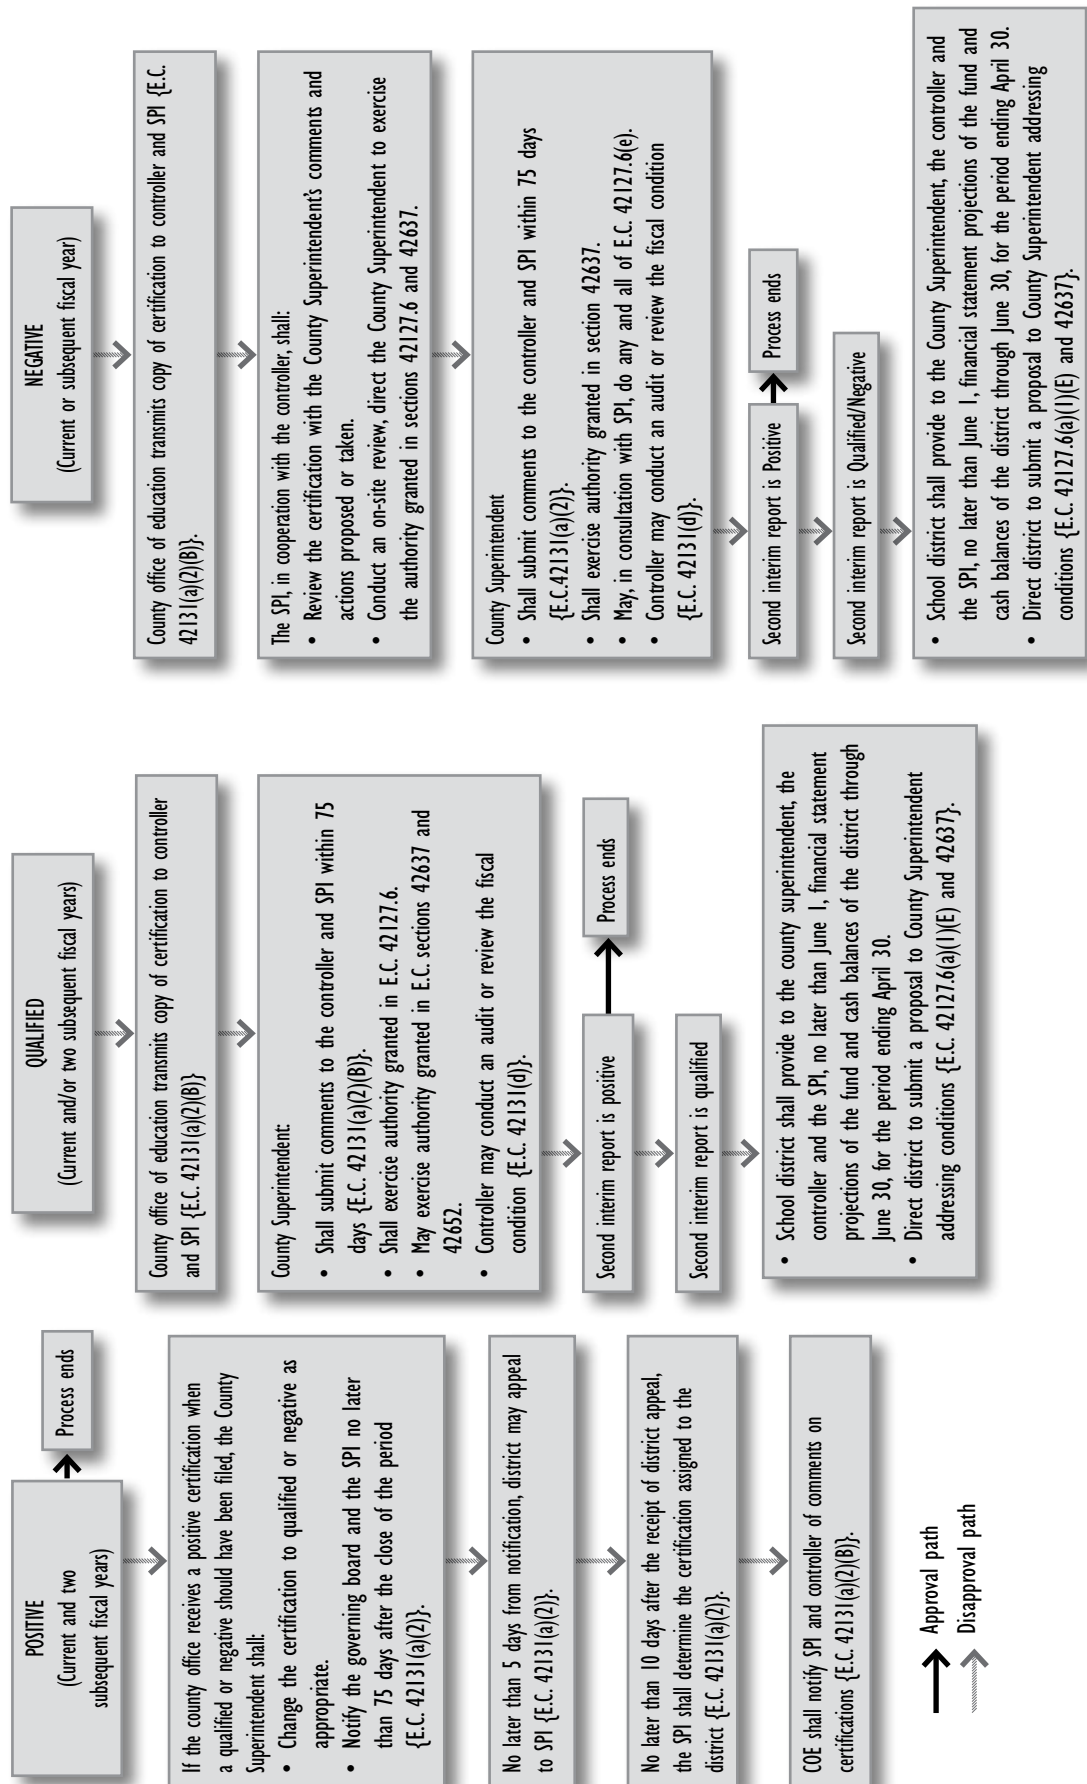 POSITIVE
(Current and two
subsequent fiscal years)
Process ends
If the county office receives a positive certification when
a qualified or negative should have been filed, the County
Superintendent shall:
• Change the certification to qualified or negative as
appropriate.
• Notify the governing board and the SPI no later
than 75 days after the close of the period
{E.C. 42131(a)(2)}.
No later than 5 days from notification, district may appeal
to SPI {E.C. 42131(a)(2)}.
No later than 10 days after the receipt of district appeal,
the SPI shall determine the certification assigned to the
district {E.C. 42131(a)(2)}.
COE shall notify SPI and controller of comments on
certifications {E.C. 42131(a)(2)(B)}.
Approval path
Disapproval path
QUALIFIED
(Current and/or two subsequent fiscal years)
County office of education transmits copy of certification to controller
and SPI {E.C. 42131(a)(2)(B)}
County Superintendent:
• Shall submit comments to the controller and SPI within 75
days {E.C. 42131(a)(2)(B)}.
• Shall exercise authority granted in E.C. 42127.6.
• May exercise authority granted in E.C. sections 42637 and
42652.
• Controller may conduct an audit or review the fiscal
condition {E.C. 42131(d)}.
Second interim report is positive
Process ends
Second interim report is qualified
• School district shall provide to the county superintendent, the
controller and the SPI, no later than June 1, financial statement
projections of the fund and cash balances of the district through
June 30, for the period ending April 30.
• Direct district to submit a proposal to County Superintendent
addressing conditions {E.C. 42127.6(a)(1)(E) and 42637}.
NEGATIVE
(Current or subsequent fiscal year)
County office of education transmits copy of certification to controller and SPI {E.C.
42131(a)(2)(B)}.
The SPI, in cooperation with the controller, shall:
• Review the certification with the County Superintendent's comments and
actions proposed or taken.
• Conduct an on-site review, direct the County Superintendent to exercise
the authority granted in sections 42127.6 and 42637.
County Superintendent
• Shall submit comments to the controller and SPI within 75 days
{E.C.42131(a)(2)}.
• Shall exercise authority granted in section 42637.
• May, in consultation with SPI, do any and all of E.C. 42127.6(e).
• Controller may conduct an audit or review the fiscal condition
{E.C. 42131(d)}.
Second interim report is Positive
Process ends
Second interim report is Qualified/Negative
• School district shall provide to the County Superintendent, the controller and
the SPI, no later than June 1, financial statement projections of the fund and
cash balances of the district through June 30, for the period ending April 30.
• Direct district to submit a proposal to County Superintendent addressing
conditions {E.C. 42127.6(a)(1)(E) and 42637}.